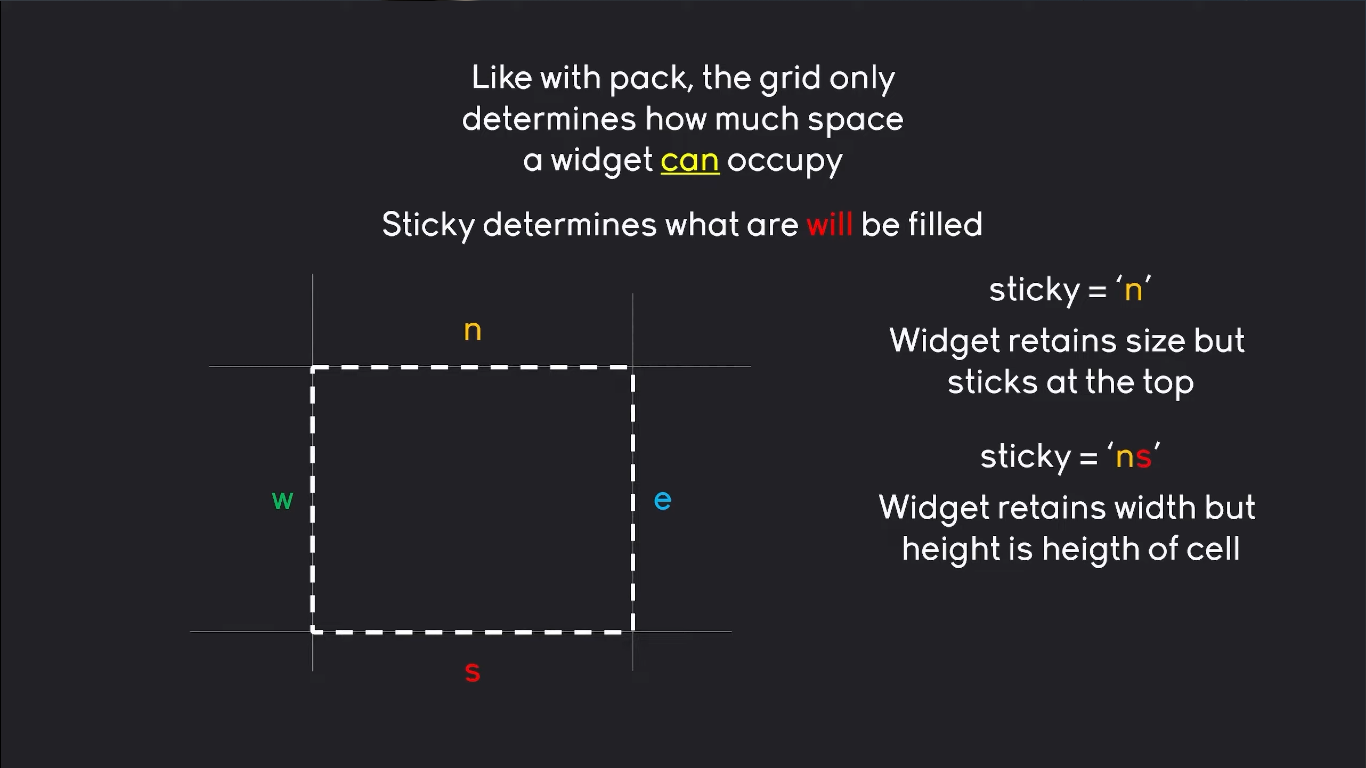 Like with pack, the grid only
determines how much space
a widget can occupy
Sticky determines what are will be filled
n
w
e
s
sticky = ‘n’
Widget retains size but
sticks at the top
sticky = ‘ns’
Widget retains width but
height is heigth of cell